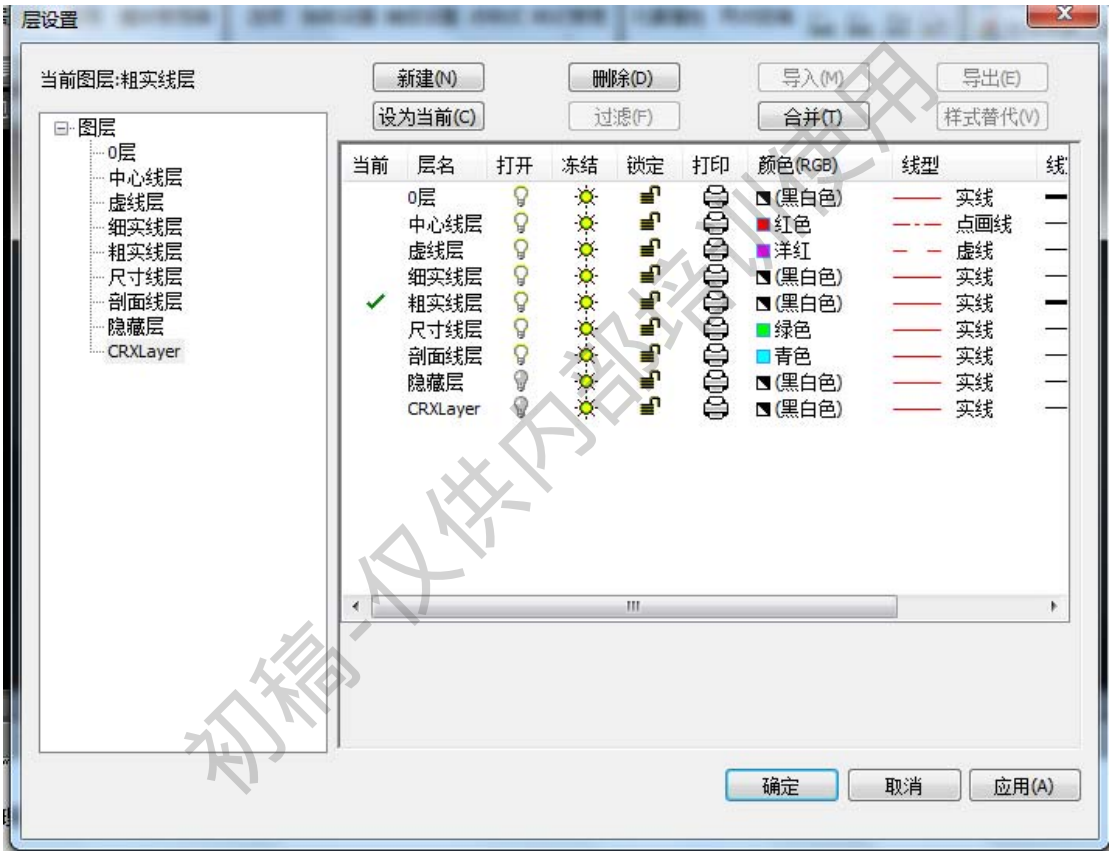 层设置
当前图层:粗实线层
新建(N) 删除(D) 导入(M) 导出(E)
设为当前(C) 过滤(F) 合并(T) 样式替代(V)
图层
0层
中心线层
虚线层
细实线层
粗实线层
尺寸线层
剖面线层
隐藏层
CRXLayer
当前 层名 打开 冻结 锁定 打印 颜色(RGB) 线型
0层 (黑白色) 实线
中心线层 红色 点画线
虚线层 洋红 虚线
细实线层 (黑白色) 实线
粗实线层 (黑白色) 实线
尺寸线层 绿色 实线
剖面线层 青色 实线
隐藏层 (黑白色) 实线
CRXLayer (黑白色) 实线
确定 取消 应用(A)
初稿-仅供内部培训使用